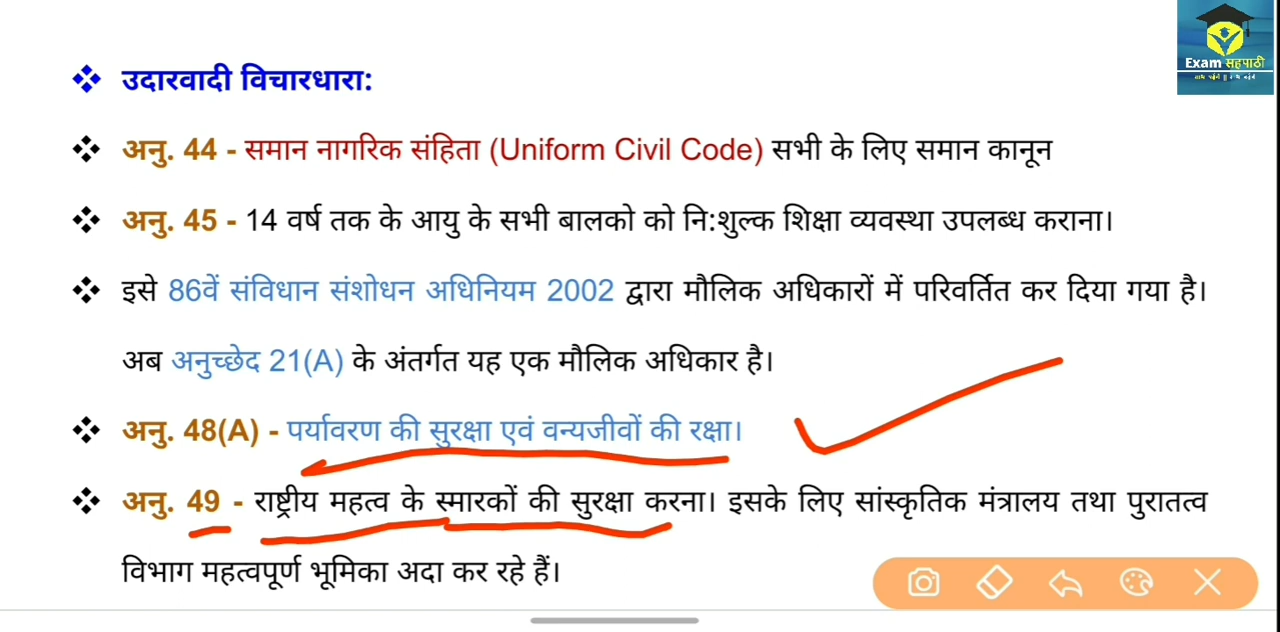 Exam सहपाठी
उदारवादी विचारधारा:
अनु. 44 - समान नागरिक संहिता (Uniform Civil Code) सभी के लिए समान कानून
अनु. 45 - 14 वर्ष तक के आयु के सभी बालको को नि:शुल्क शिक्षा व्यवस्था उपलब्ध कराना।
इसे 86वें संविधान संशोधन अधिनियम 2002 द्वारा मौलिक अधिकारों में परिवर्तित कर दिया गया है।
अब अनुच्छेद 21(A) के अंतर्गत यह एक मौलिक अधिकार है।
अनु. 48(A) - पर्यावरण की सुरक्षा एवं वन्यजीवों की रक्षा।
अनु. 49 - राष्ट्रीय महत्व के स्मारकों की सुरक्षा करना। इसके लिए सांस्कृतिक मंत्रालय तथा पुरातत्व
विभाग महत्वपूर्ण भूमिका अदा कर रहे हैं।